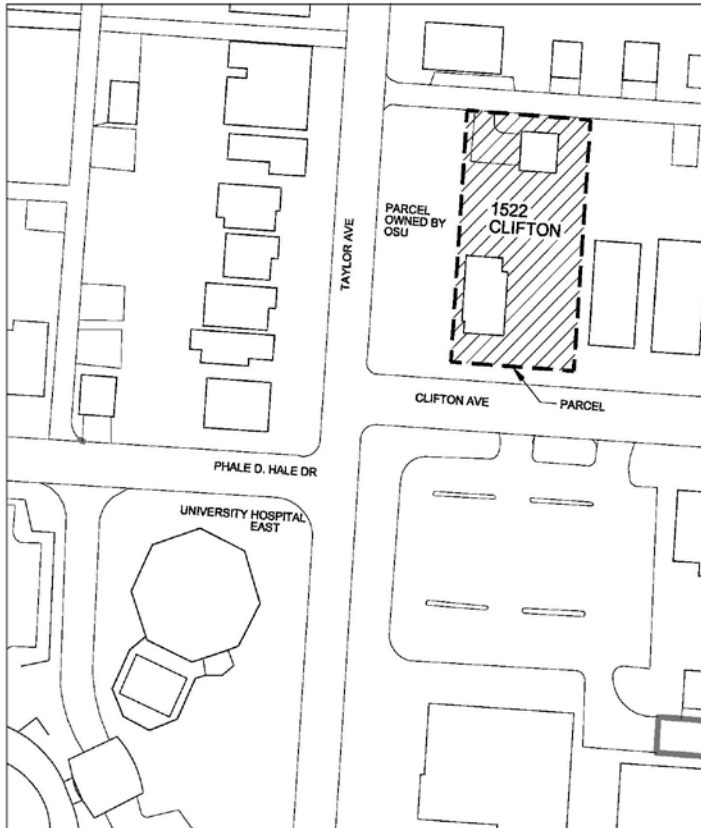 1522
CLIFTON
PARCEL
OWNED BY
OSU
TAYLOR AVE
CLIFTON AVE
PARCEL
PHALE D. HALE DR
UNIVERSITY HOSPITAL
EAST